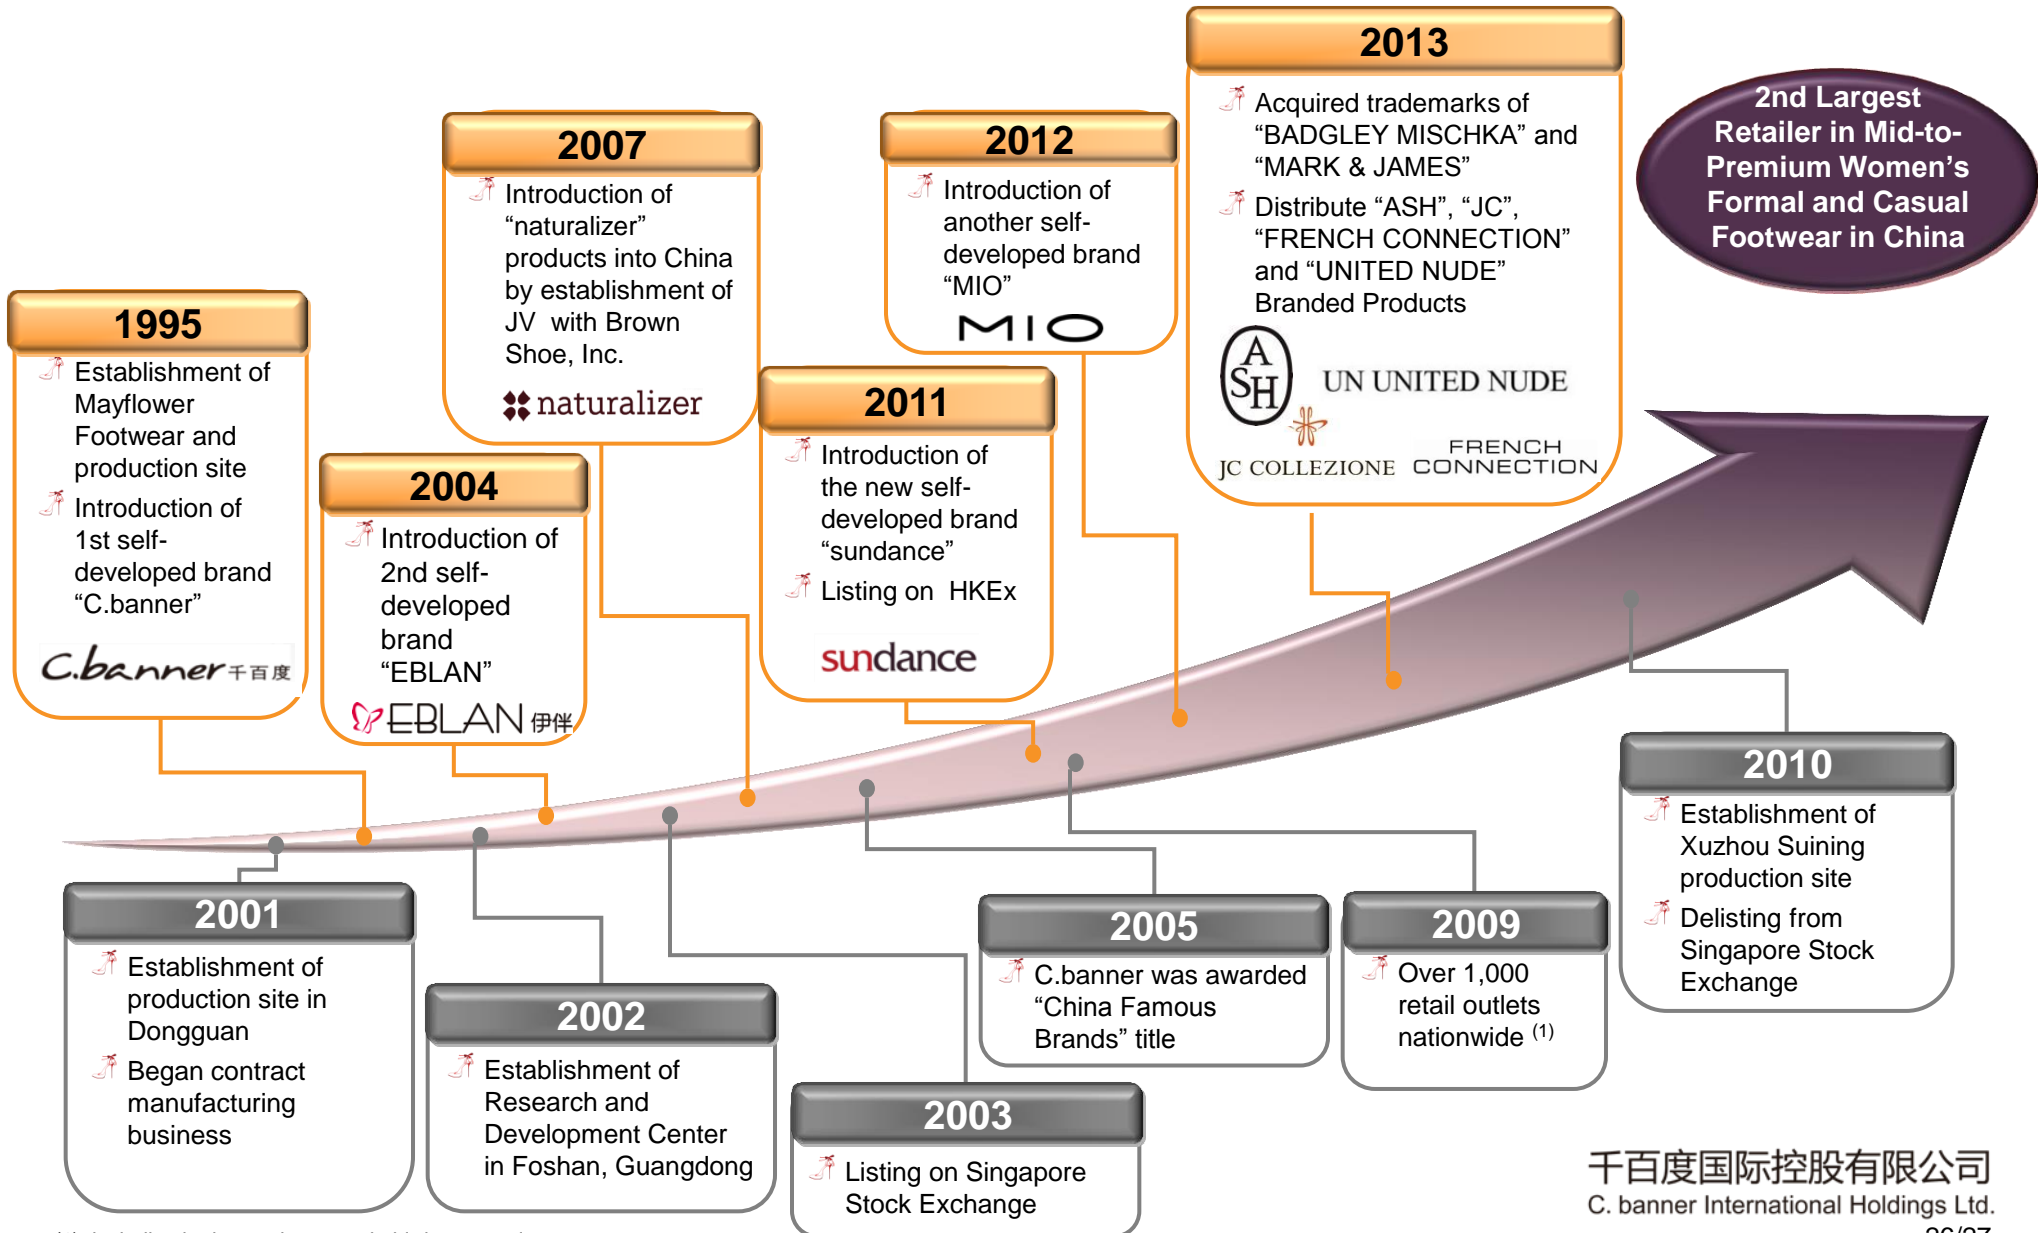 2013
Acquired trademarks of
“BADGLEY MISCHKA” and
“MARK & JAMES”
Distribute “ASH”, “JC”,
“FRENCH CONNECTION”
and “UNITED NUDE”
Branded Products
ASH
UN UNITED NUDE
JC COLLEZIONE
FRENCH
CONNECTION
2nd Largest
Retailer in Mid-to-
Premium Women’s
Formal and Casual
Footwear in China
2007
Introduction of
“naturalizer”
products into China
by establishment of
JV with Brown
Shoe, Inc.
naturalizer
2012
Introduction of
another self-
developed brand
“MIO”
MIO
1995
Establishment of
Mayflower
Footwear and
production site
Introduction of
1st self-
developed brand
“C.banner”
C.banner千百度
2004
Introduction of
2nd self-
developed
brand
“EBLAN”
EBLAN 伊伴
2011
Introduction of
the new self-
developed brand
“sundance”
Listing on HKEx
sundance
2001
Establishment of
production site in
Dongguan
Began contract
manufacturing
business
2002
Establishment of
Research and
Development Center
in Foshan, Guangdong
2003
Listing on Singapore
Stock Exchange
2005
C.banner was awarded
“China Famous
Brands” title
2009
Over 1,000
retail outlets
nationwide (1)
2010
Establishment of
Xuzhou Suining
production site
Delisting from
Singapore Stock
Exchange
千百度国际控股有限公司
C. banner International Holdings Ltd.